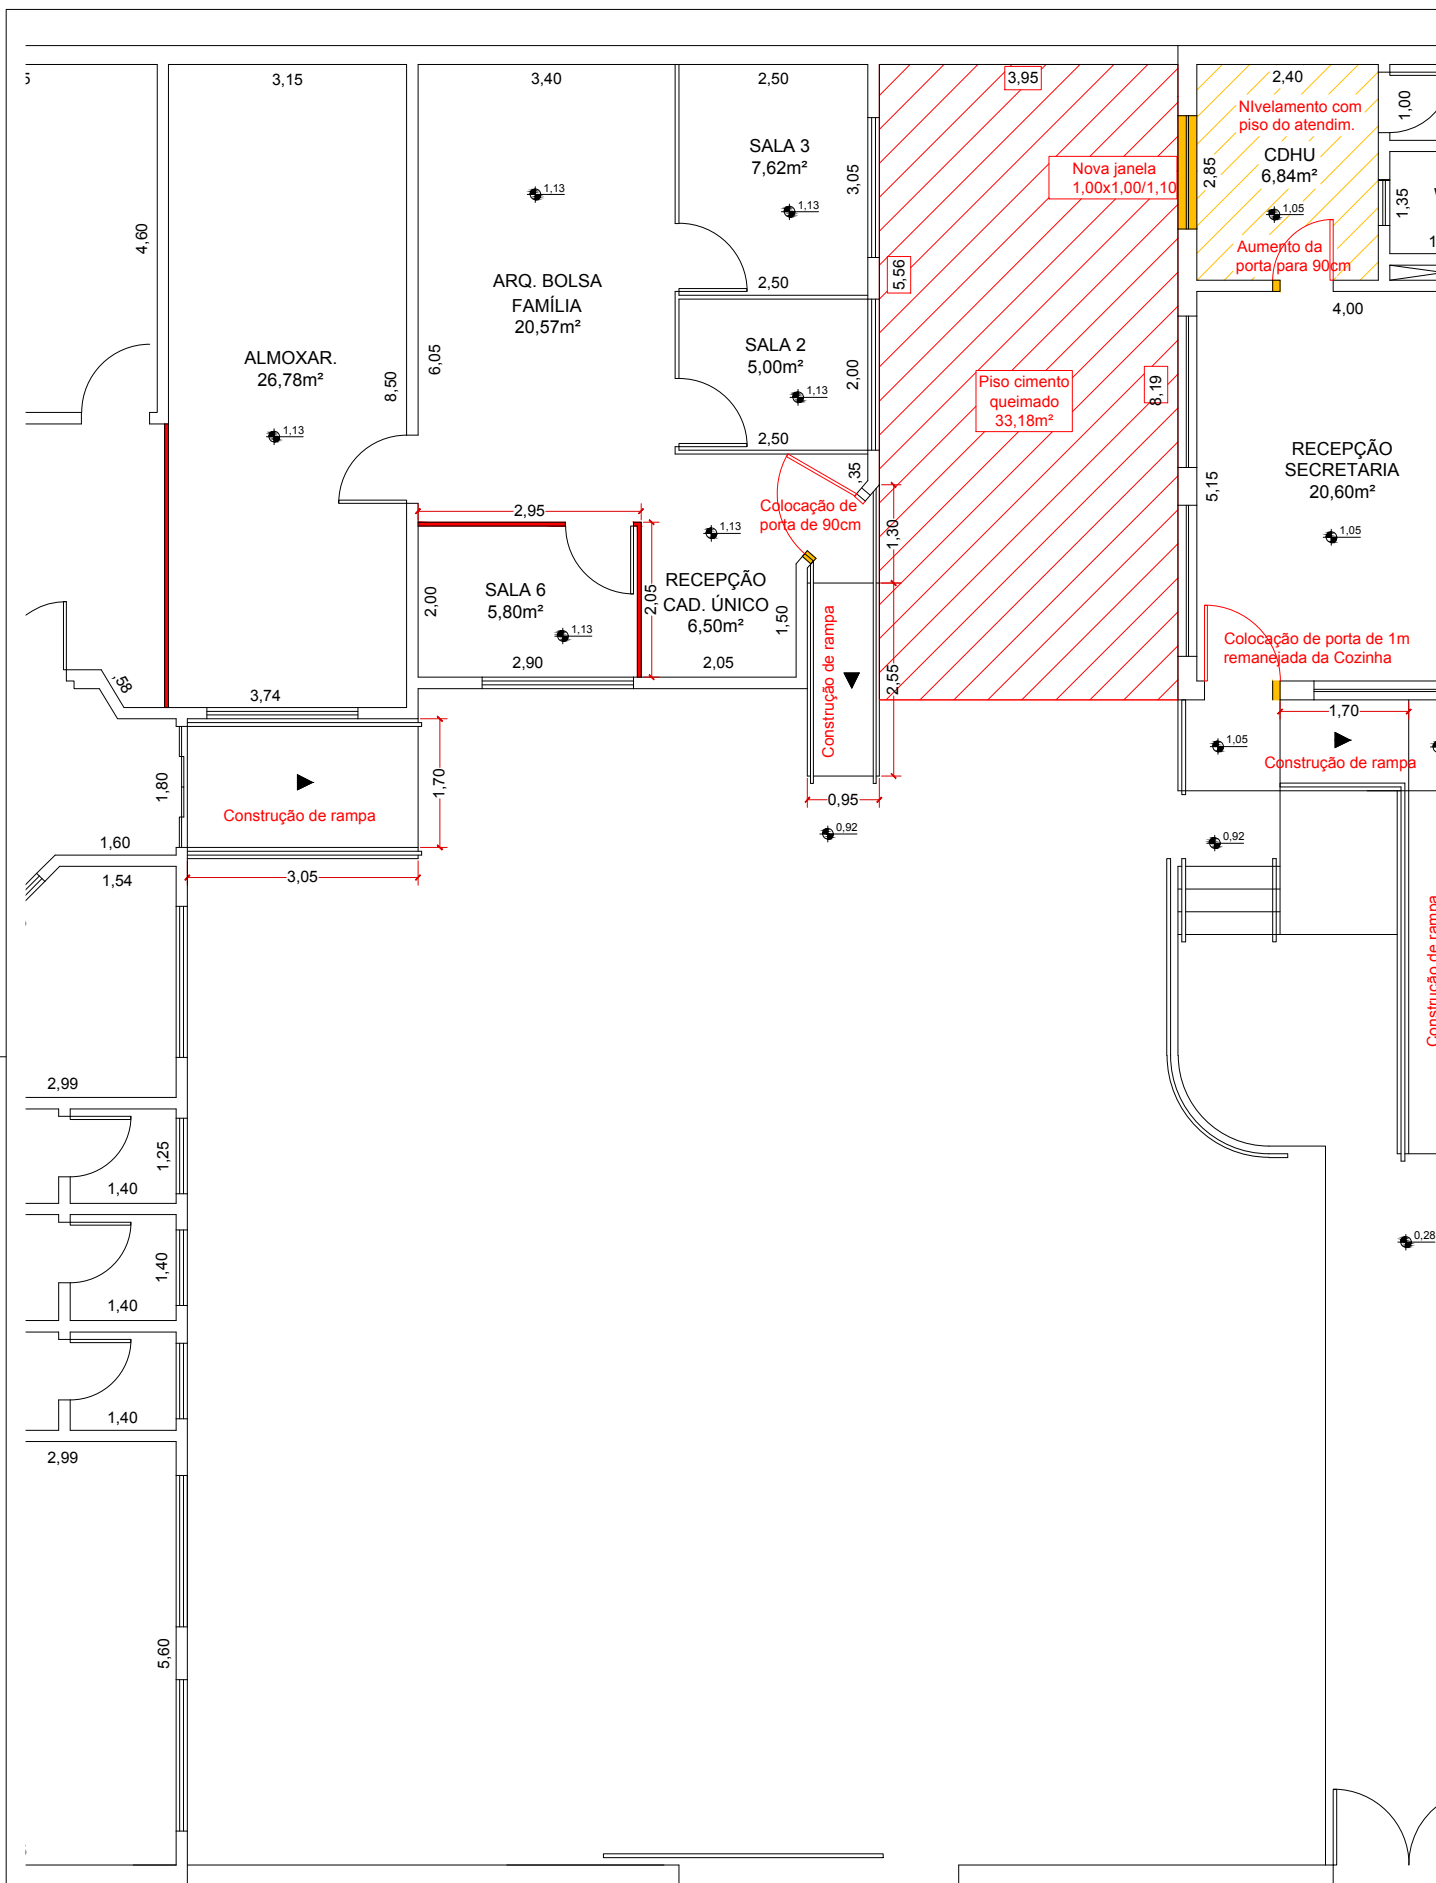 3,15
3,40
2,50
3,95
2,40
NIvelamento com
piso do atendim.
1,00
SALA 3
7,62m²
CDHU
6,84m²
Nova janela
1,00x1,00/1,10
2,85
3,05
1,35
1,13
1,13
1,05
4,60
Aumento da
porta para 90cm
5,56
2,50
ARQ. BOLSA
FAMÍLIA
20,57m²
4,00
SALA 2
5,00m²
2,00
1,13
6,05
ALMOXAR.
26,78m²
8,50
Piso cimento
queimado
33,18m²
8,19
1,13
2,50
RECEPÇÃO
SECRETARIA
20,60m²
,35
5,15
2,95
Colocação de
porta de 90cm
1,13
1,30
1,05
SALA 6
5,80m²
2,00
2,05
RECEPÇÃO
CAD. ÚNICO
6,50m²
1,50
1,13
Construção de rampa
2,90
2,05
2,55
Colocação de porta de 1m
remanejada da Cozinha
,58
3,74
1,70
1,05
Construção de rampa
1,80
1,70
Construção de rampa
0,95
0,92
0,92
1,60
1,54
3,05
Construção de rampa
2,99
1,25
1,40
0,28
1,40
1,40
1,40
2,99
5,60